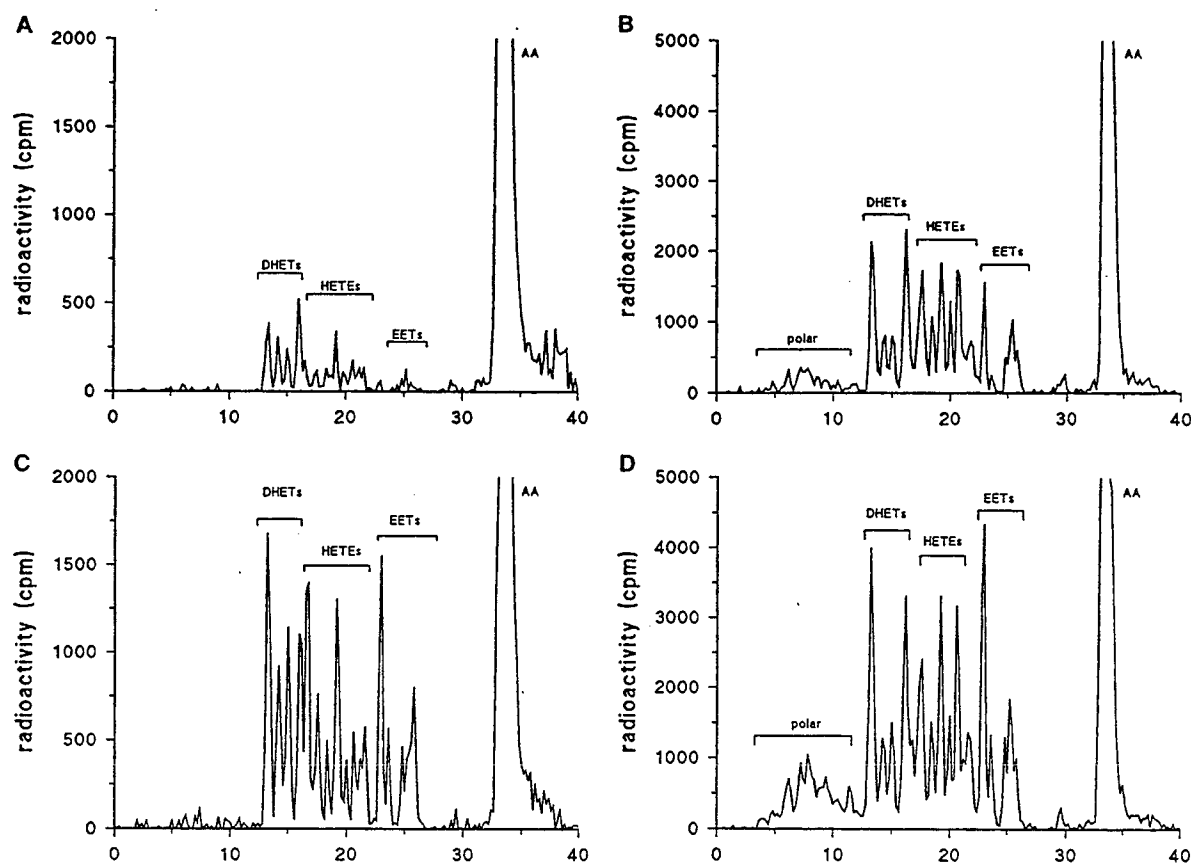 A
2000
1500
1000
500
0
radioactivity (cpm)
DHETs
HETEs
EETs
AA
0 10 20 30 40
B
5000
4000
3000
2000
1000
0
radioactivity (cpm)
polar
DHETs
HETEs
EETs
AA
0 10 20 30 40
C
2000
1500
1000
500
0
radioactivity (cpm)
DHETs
HETEs
EETs
AA
0 10 20 30 40
D
5000
4000
3000
2000
1000
0
radioactivity (cpm)
polar
DHETs
HETEs
EETs
AA
0 10 20 30 40